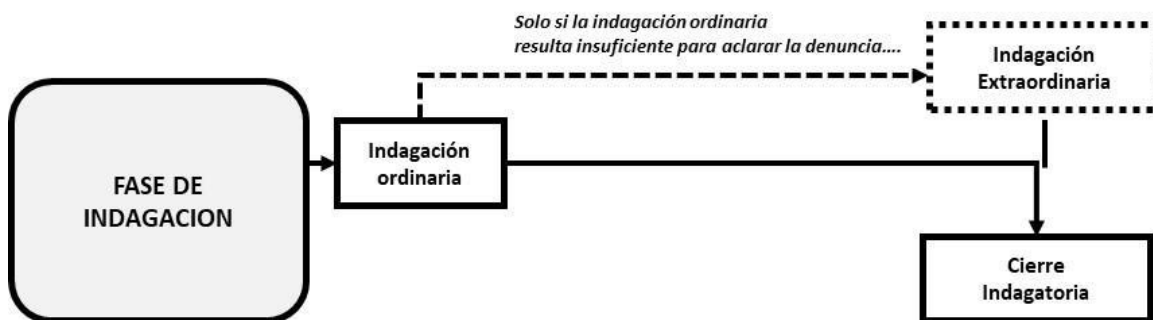 Solo si la indagación ordinaria
resulta insuficiente para aclarar la denuncia....
Indagación
Extraordinaria
Indagación
ordinaria
FASE DE
INDAGACION
Cierre
Indagatoria